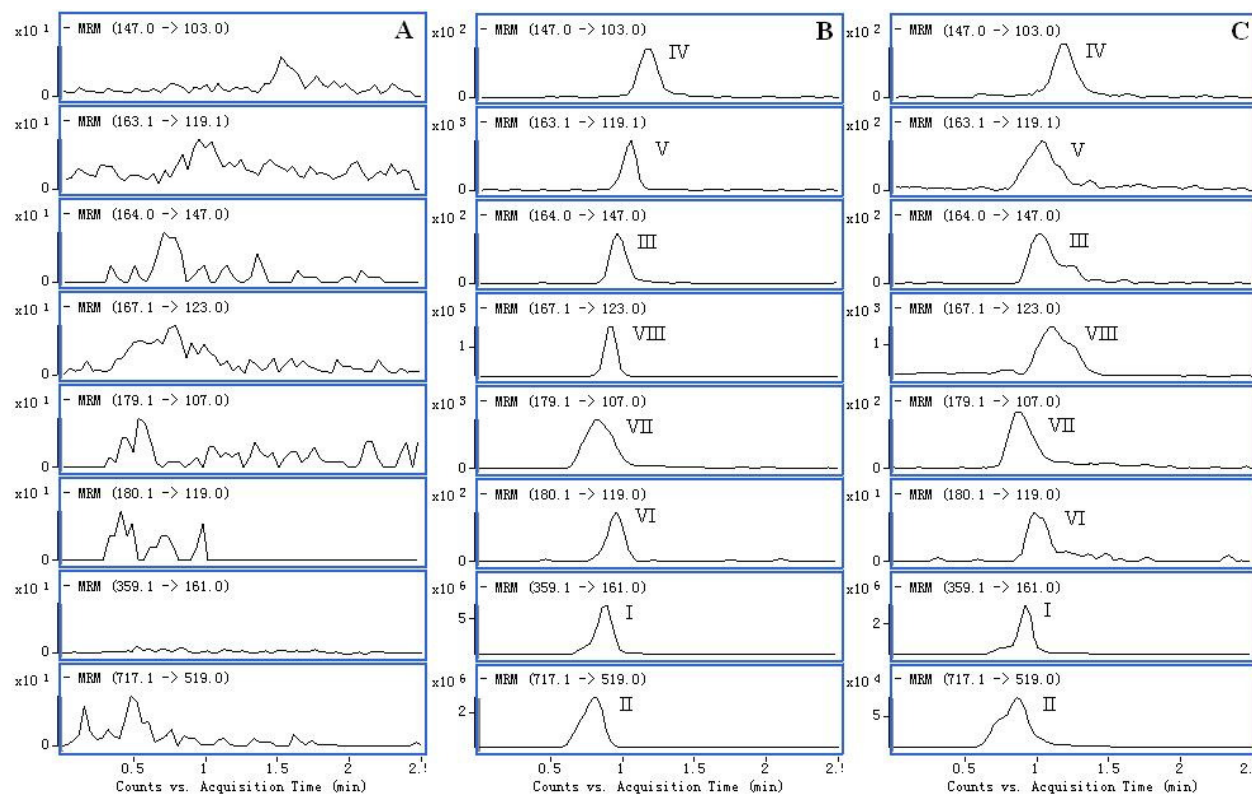 A
x10 1
- MRM (147.0 -> 103.0)
0
x10 1
- MRM (163.1 -> 119.1)
0
x10 1
- MRM (164.0 -> 147.0)
0
x10 1
- MRM (167.1 -> 123.0)
0
x10 1
- MRM (179.1 -> 107.0)
0
x10 1
- MRM (180.1 -> 119.0)
0
x10 1
- MRM (359.1 -> 161.0)
0
x10 1
- MRM (717.1 -> 519.0)
0
0.5 1 1.5 2 2.5
Counts vs. Acquisition Time (min)
B
x10 2
- MRM (147.0 -> 103.0)
IV
0
x10 3
- MRM (163.1 -> 119.1)
V
0
x10 2
- MRM (164.0 -> 147.0)
III
0
x10 5
- MRM (167.1 -> 123.0)
VIII
1
x10 3
- MRM (179.1 -> 107.0)
VII
0
x10 2
- MRM (180.1 -> 119.0)
VI
0
x10 6
- MRM (359.1 -> 161.0)
I
5
x10 6
- MRM (717.1 -> 519.0)
II
2
0.5 1 1.5 2 2.5
Counts vs. Acquisition Time (min)
C
x10 2
- MRM (147.0 -> 103.0)
IV
0
x10 2
- MRM (163.1 -> 119.1)
V
0
x10 2
- MRM (164.0 -> 147.0)
III
0
x10 3
- MRM (167.1 -> 123.0)
VIII
1
x10 2
- MRM (179.1 -> 107.0)
VII
0
x10 1
- MRM (180.1 -> 119.0)
VI
0
x10 6
- MRM (359.1 -> 161.0)
I
2
x10 4
- MRM (717.1 -> 519.0)
II
5
0.5 1 1.5 2 2.5
Counts vs. Acquisition Time (min)